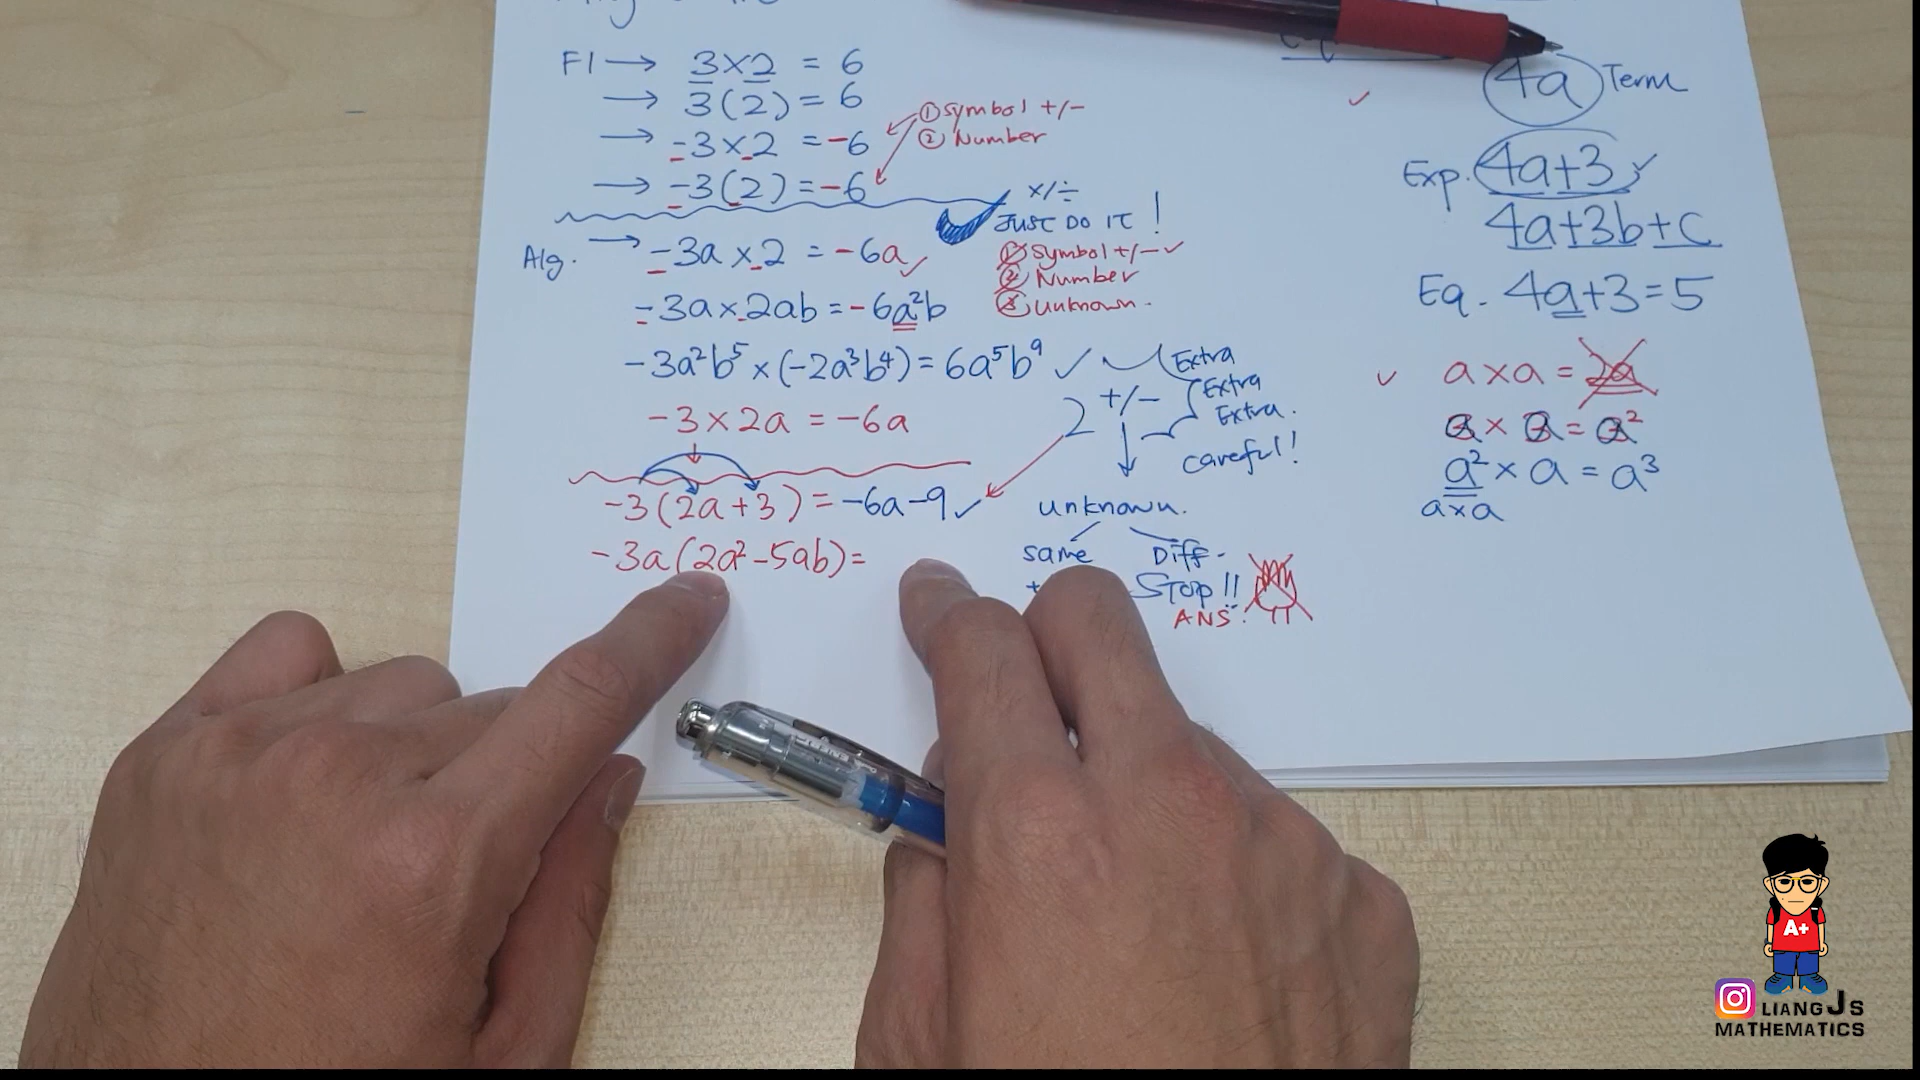 F1 → 3 × 2 = 6
→ 3(2) = 6
→ -3 × 2 = -6
→ -3(2) = -6
① Symbol +/-
② Number
Alg. → -3a × 2 = -6a
-3a × 2ab = -6a²b
-3a²b⁵ × (-2a³b⁴) = 6a⁵b⁹
-3 × 2a = -6a
-3(2a + 3) = -6a - 9
-3a(2a² - 5ab) =
×/÷
JUST DO IT!
① Symbol +/-
② Number
③ Unknown.
2 +/-
Extra
Extra
Extra.
Careful!
unknown.
same Diff.
STOP!!
ANS.
4a Term
Exp. 4a+3
4a+3b+c
Eq. 4a+3=5
a × a = 2a
a × a = a²
a² × a = a³
a×a
A+
LIANGJS
MATHEMATICS